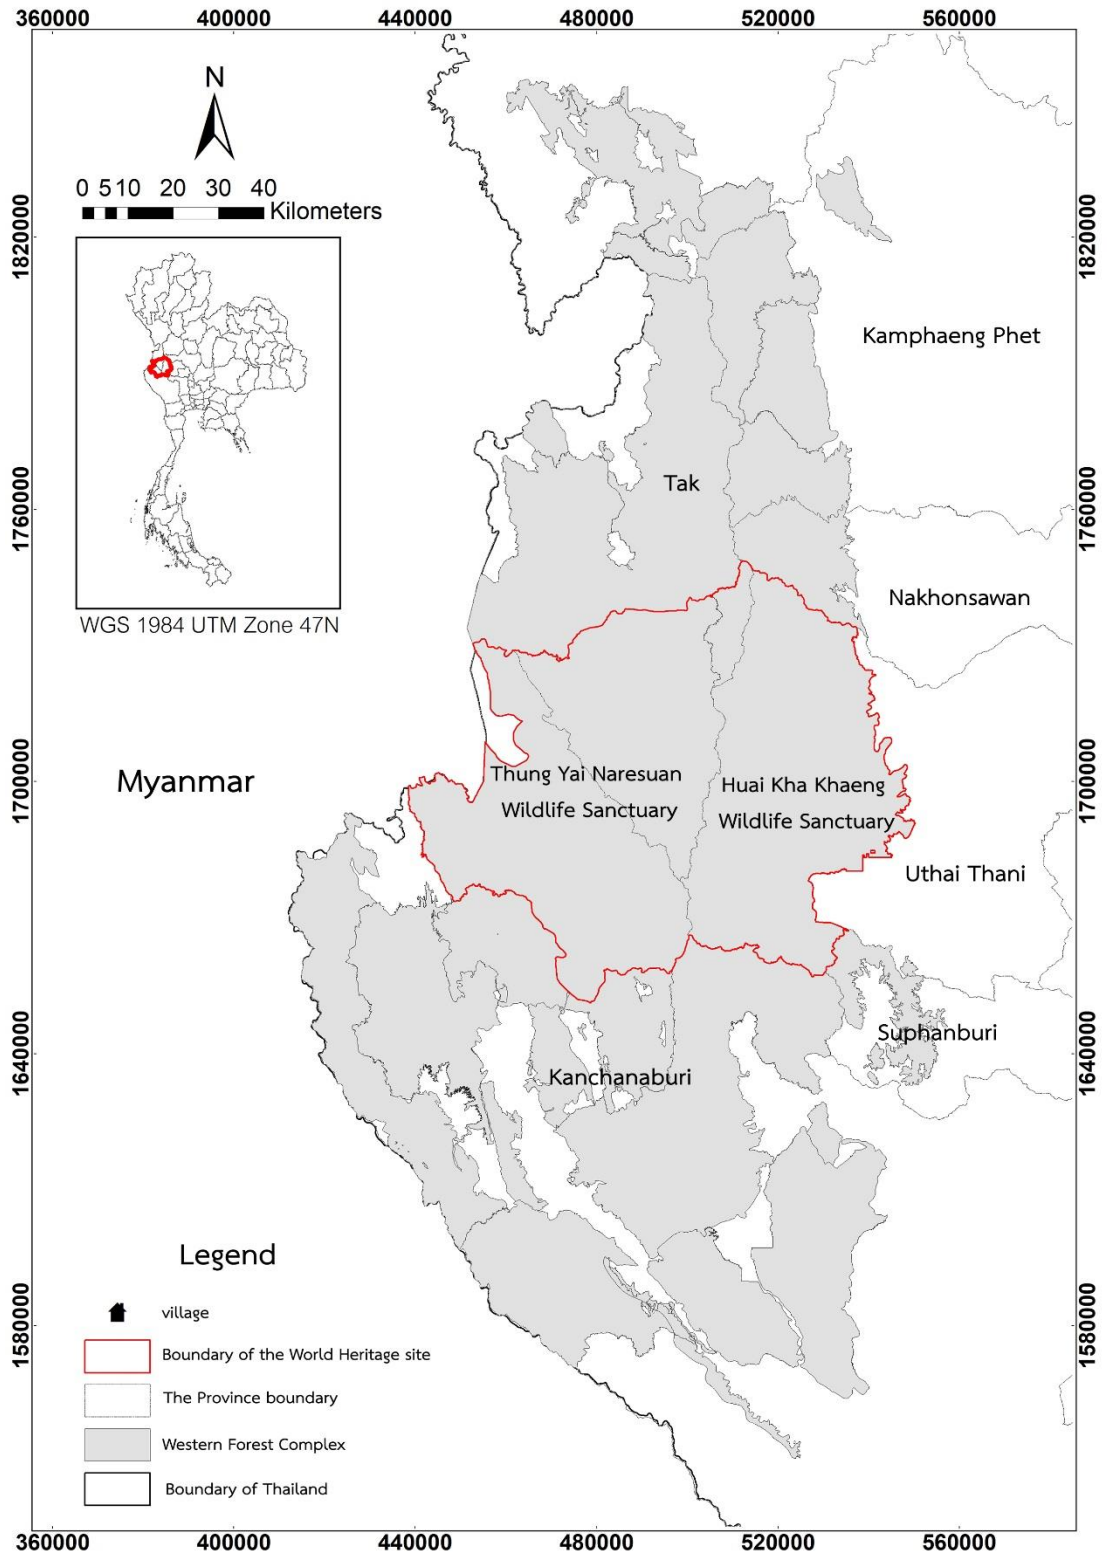 360000 400000 440000 480000 520000 560000
N
0 5 10 20 30 40
Kilometers
1820000
1820000
Kamphaeng Phet
Tak
1760000
1760000
Nakhonsawan
WGS 1984 UTM Zone 47N
Myanmar
1700000
1700000
Thung Yai Naresuan
Wildlife Sanctuary
Huai Kha Khaeng
Wildlife Sanctuary
Uthai Thani
Suphanburi
1640000
1640000
Kanchanaburi
Legend
village
1580000
1580000
Boundary of the World Heritage site
The Province boundary
Western Forest Complex
Boundary of Thailand
360000 400000 440000 480000 520000 560000